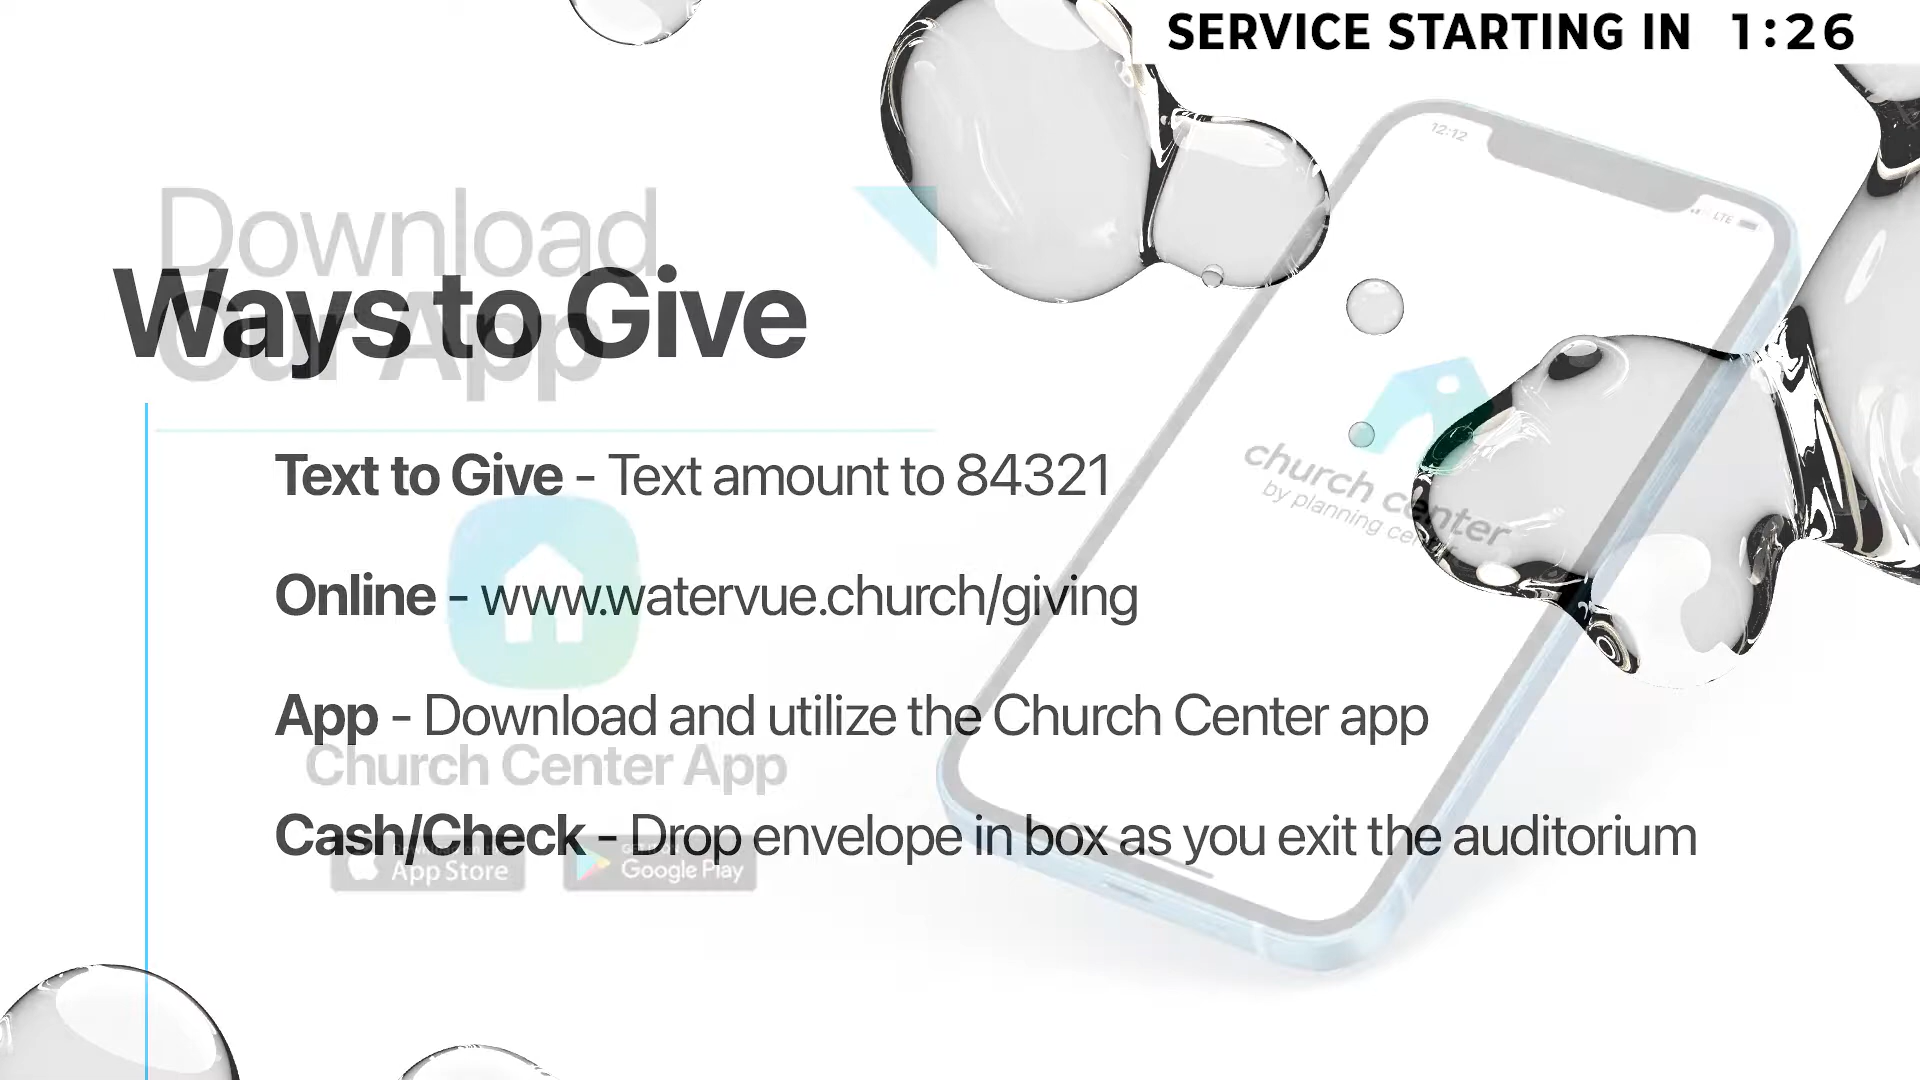 SERVICE STARTING IN 1:26
12:12
LTE
Download
Our App
Ways to Give
church center
by planning center
Text to Give - Text amount to 84321
Online - www.watervue.church/giving
App - Download and utilize the Church Center app
Church Center App
Cash/Check - Drop envelope in box as you exit the auditorium
App Store
Google Play